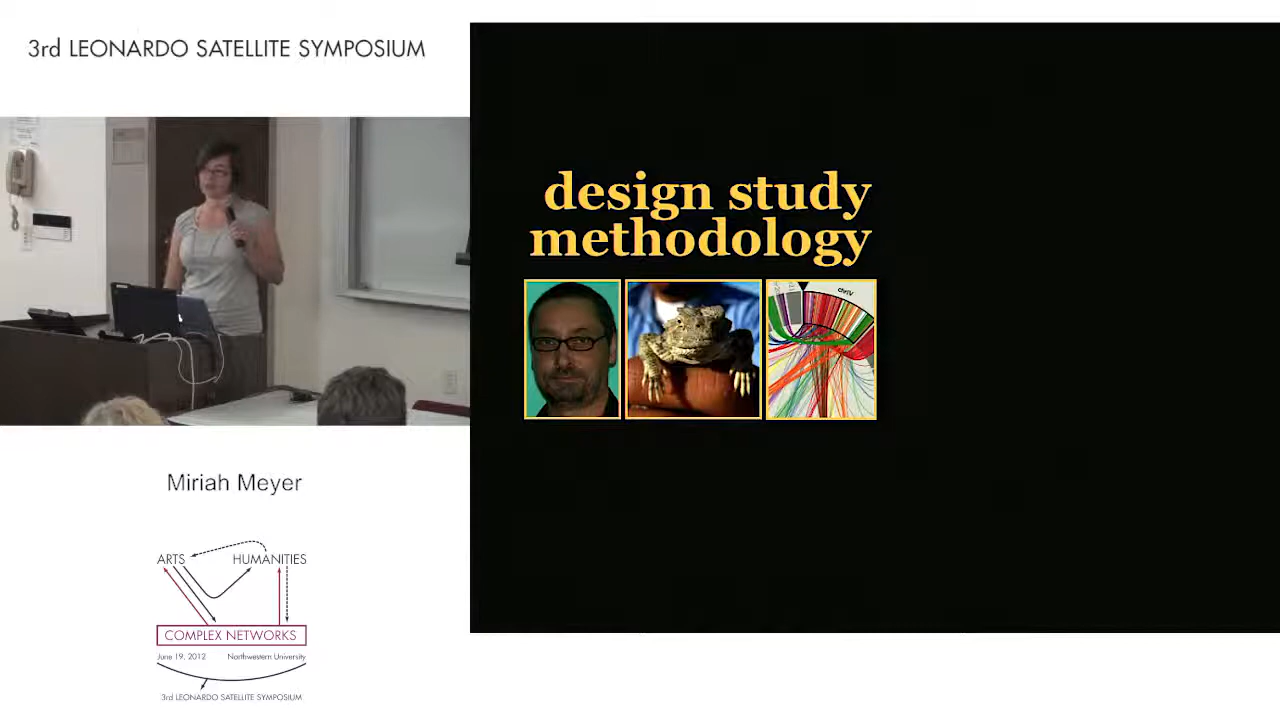 3rd LEONARDO SATELLITE SYMPOSIUM
design study
methodology
Miriah Meyer
ARTS
HUMANITIES
COMPLEX NETWORKS
June 19, 2012
Northwestern University
3rd LEONARDO SATELLITE SYMPOSIUM